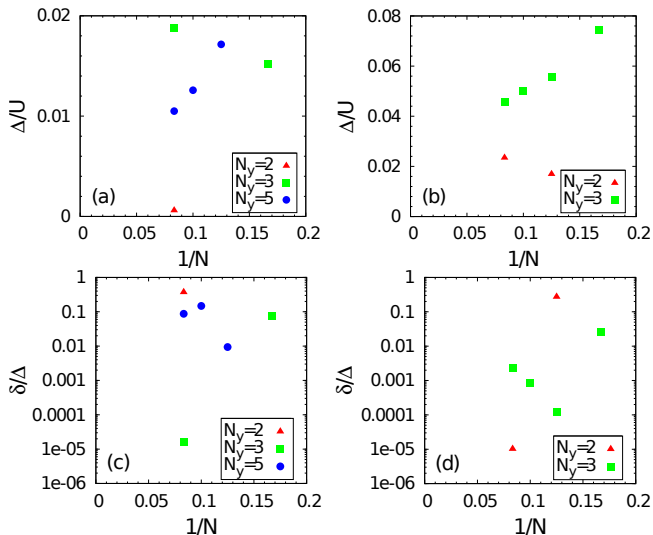 0.02
0.01
0
Δ/U
(a)
N_y=2
N_y=3
N_y=5
0 0.05 0.1 0.15 0.2
1/N
0.08
0.06
0.04
0.02
0
Δ/U
(b)
N_y=2
N_y=3
0 0.05 0.1 0.15 0.2
1/N
1
0.1
0.01
0.001
0.0001
1e-05
1e-06
δ/Δ
(c)
N_y=2
N_y=3
N_y=5
0 0.05 0.1 0.15 0.2
1/N
1
0.1
0.01
0.001
0.0001
1e-05
1e-06
δ/Δ
(d)
N_y=2
N_y=3
0 0.05 0.1 0.15 0.2
1/N